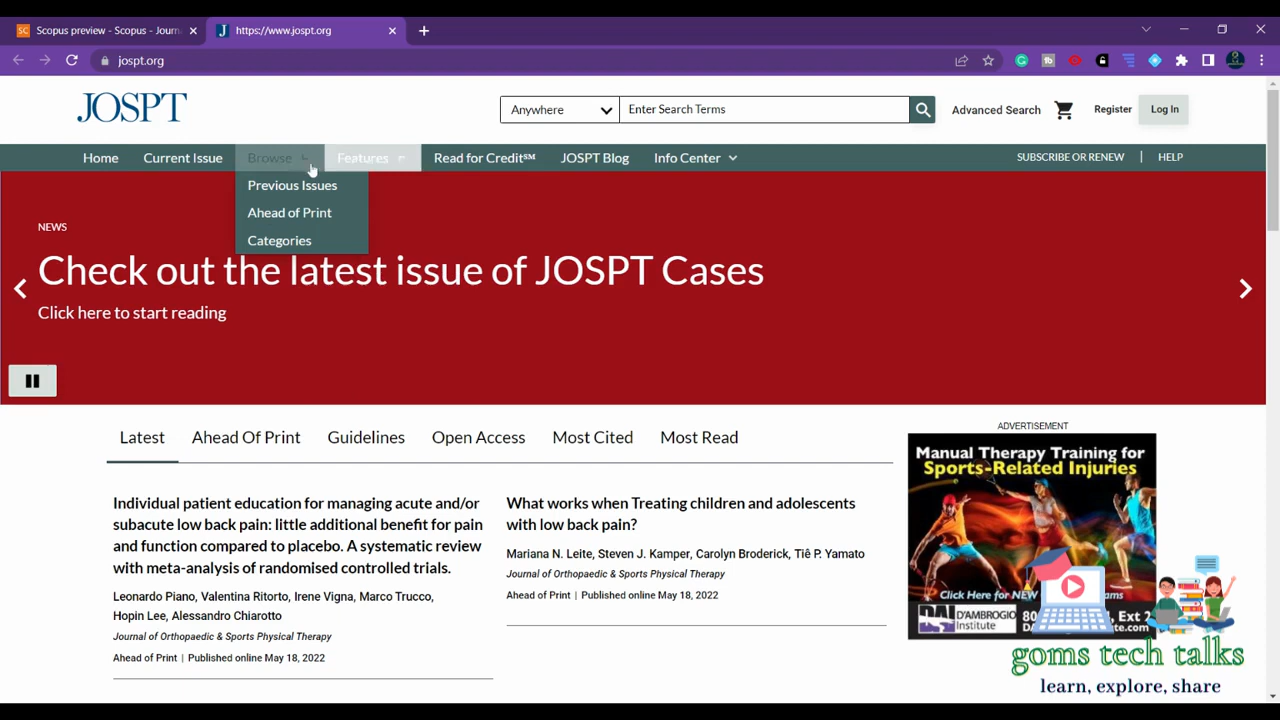 Scopus preview - Scopus - Journ
https://www.jospt.org
jospt.org
JOSPT
Anywhere
Enter Search Terms
Advanced Search
Register
Log In
Home
Current Issue
Browse
Features
Read for Credit℠
JOSPT Blog
Info Center
SUBSCRIBE OR RENEW
HELP
Previous Issues
Ahead of Print
Categories
NEWS
Check out the latest issue of JOSPT Cases
Click here to start reading
Latest
Ahead Of Print
Guidelines
Open Access
Most Cited
Most Read
Individual patient education for managing acute and/or
subacute low back pain: little additional benefit for pain
and function compared to placebo. A systematic review
with meta-analysis of randomised controlled trials.
Leonardo Piano, Valentina Ritorto, Irene Vigna, Marco Trucco,
Hopin Lee, Alessandro Chiarotto
Journal of Orthopaedic & Sports Physical Therapy
Ahead of Print | Published online May 18, 2022
What works when Treating children and adolescents
with low back pain?
Mariana N. Leite, Steven J. Kamper, Carolyn Broderick, Tiê P. Yamato
Journal of Orthopaedic & Sports Physical Therapy
Ahead of Print | Published online May 18, 2022
ADVERTISEMENT
Manual Therapy Training for
Sports-Related Injuries
Click Here for NEW
DAI D'AMBROGIO
Institute
goms tech talks
learn, explore, share